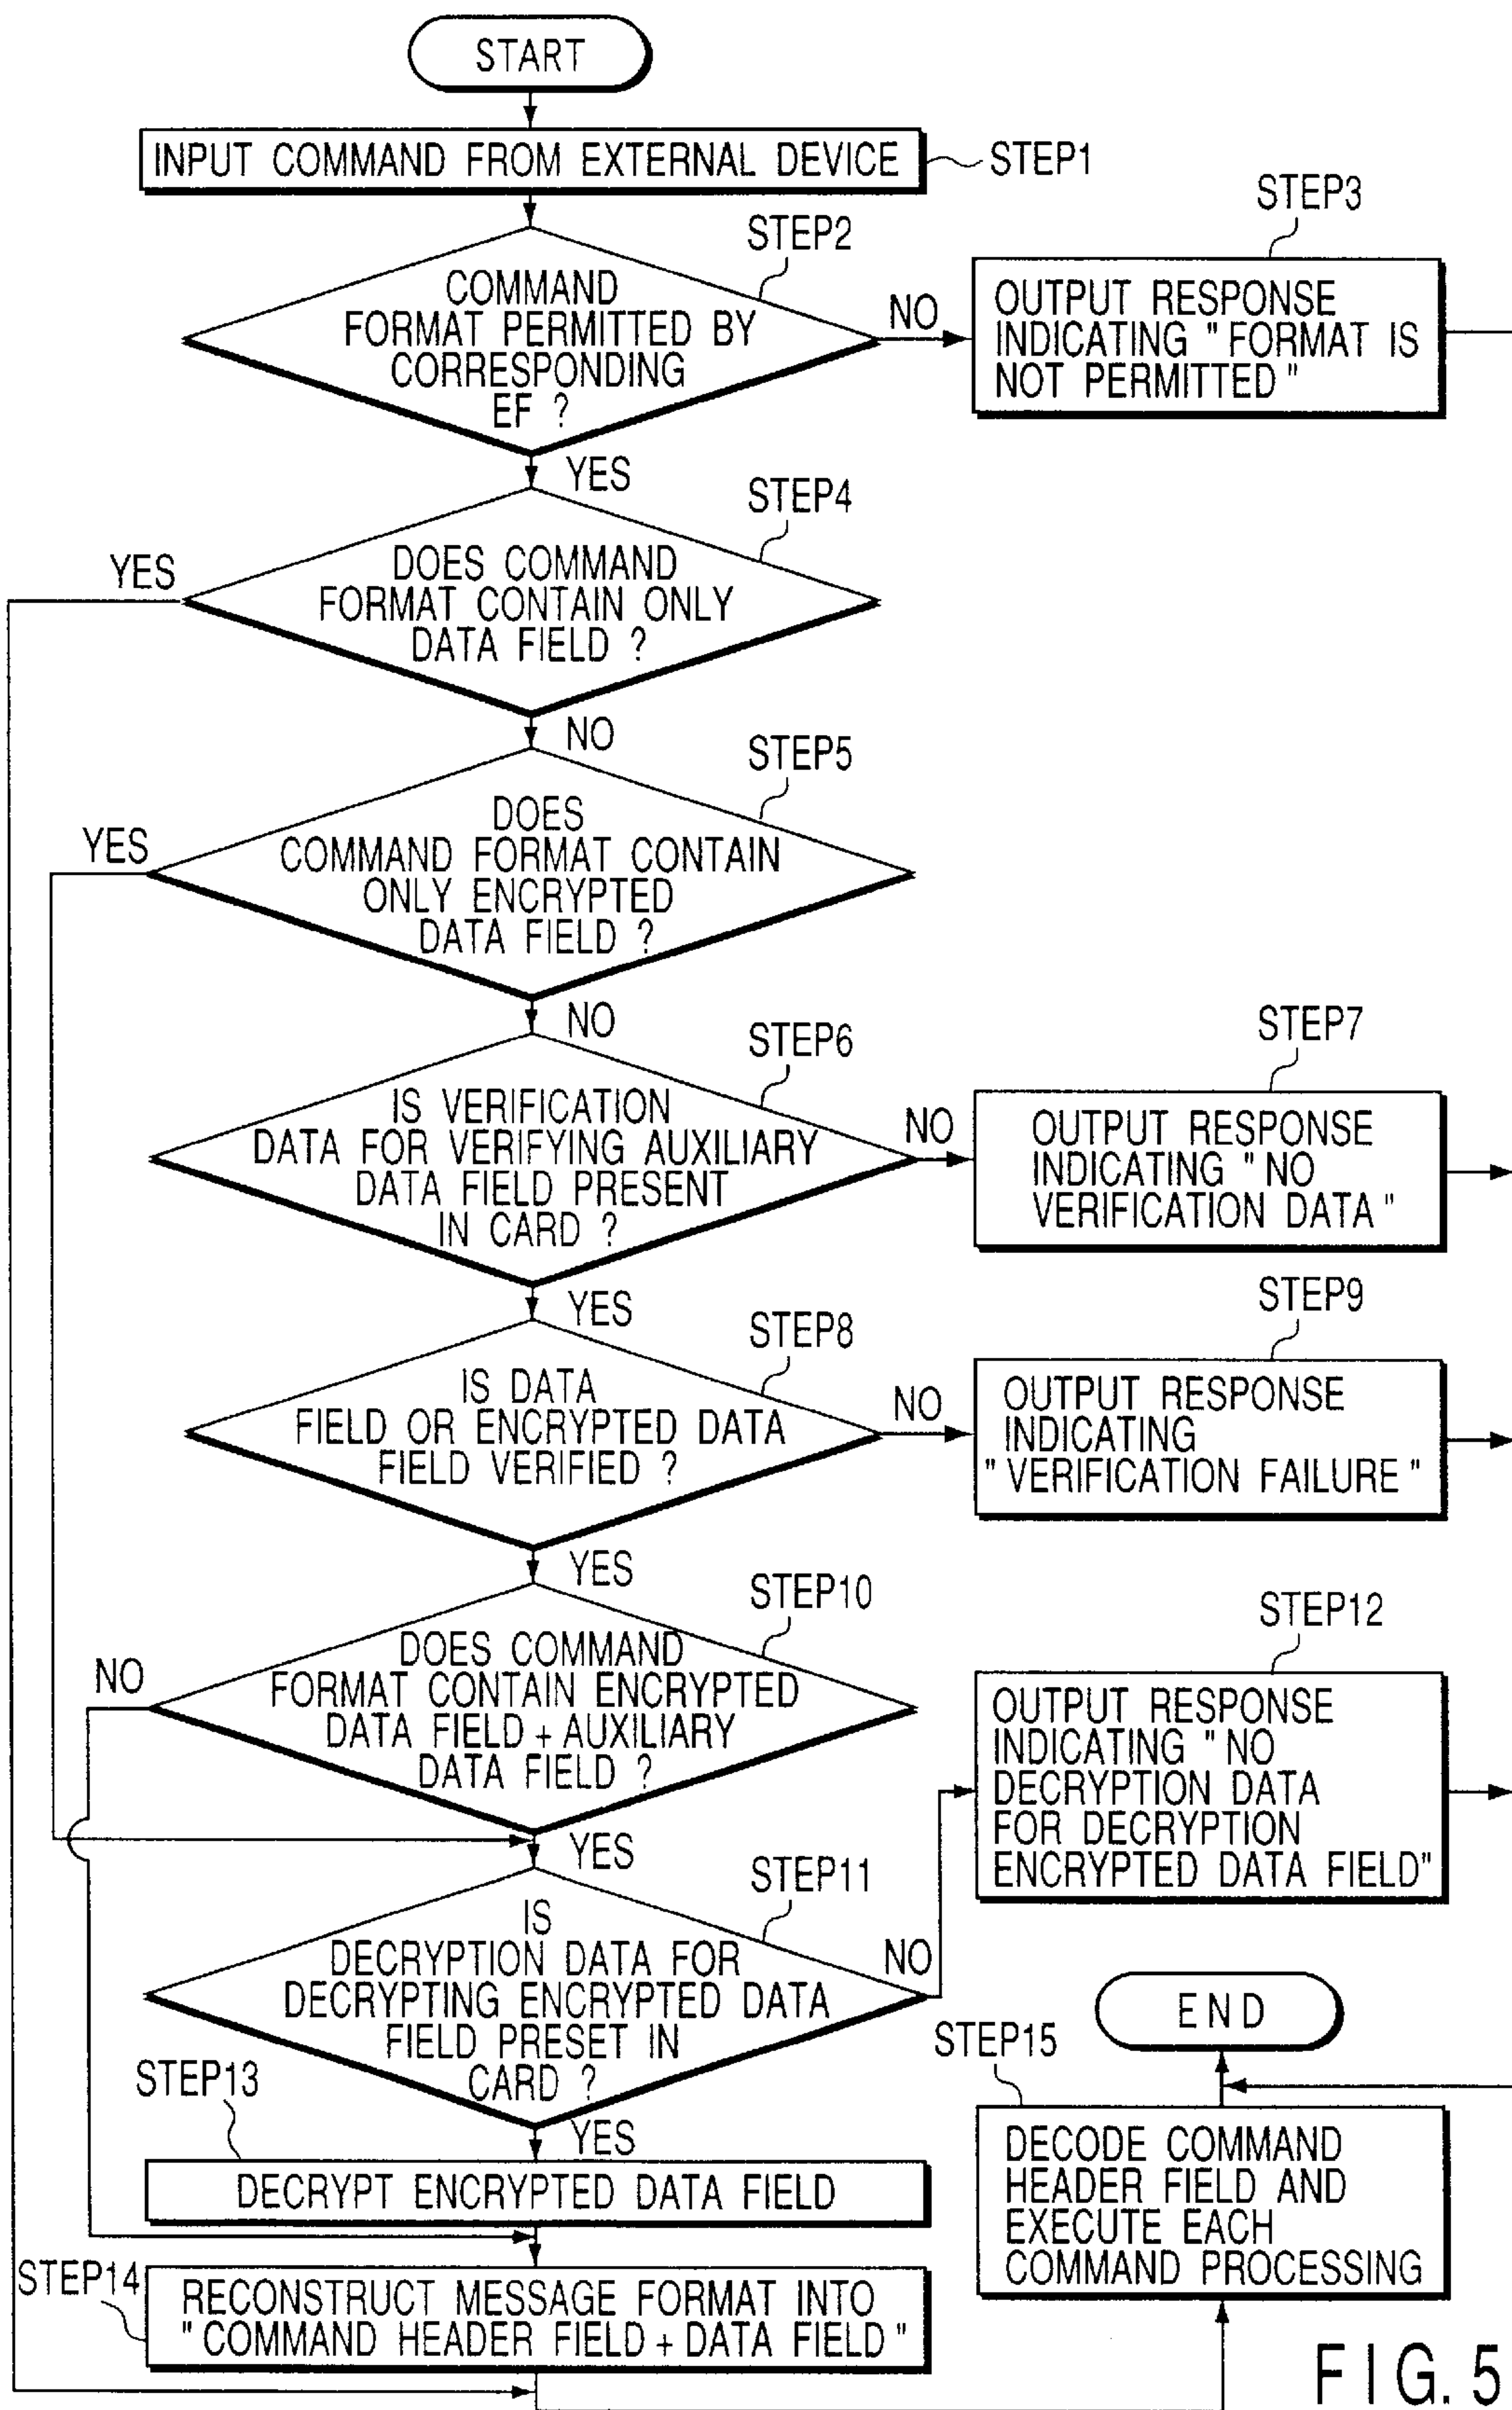 START
INPUT COMMAND FROM EXTERNAL DEVICE
STEP1
STEP2
COMMAND
FORMAT PERMITTED BY
CORRESPONDING
EF ?
NO
STEP3
OUTPUT RESPONSE
INDICATING "FORMAT IS
NOT PERMITTED"
YES
STEP4
YES
DOES COMMAND
FORMAT CONTAIN ONLY
DATA FIELD ?
NO
STEP5
YES
DOES
COMMAND FORMAT CONTAIN
ONLY ENCRYPTED
DATA FIELD ?
NO
STEP6
IS VERIFICATION
DATA FOR VERIFYING AUXILIARY
DATA FIELD PRESENT
IN CARD ?
NO
STEP7
OUTPUT RESPONSE
INDICATING "NO
VERIFICATION DATA"
YES
STEP8
IS DATA
FIELD OR ENCRYPTED DATA
FIELD VERIFIED ?
NO
STEP9
OUTPUT RESPONSE
INDICATING
"VERIFICATION FAILURE"
YES
STEP10
NO
DOES COMMAND
FORMAT CONTAIN ENCRYPTED
DATA FIELD + AUXILIARY
DATA FIELD ?
YES
STEP11
IS
DECRYPTION DATA FOR
DECRYPTING ENCRYPTED DATA
FIELD PRESET IN
CARD ?
NO
STEP12
OUTPUT RESPONSE
INDICATING "NO
DECRYPTION DATA
FOR DECRYPTION
ENCRYPTED DATA FIELD"
YES
STEP13
DECRYPT ENCRYPTED DATA FIELD
STEP14
RECONSTRUCT MESSAGE FORMAT INTO
"COMMAND HEADER FIELD + DATA FIELD"
END
STEP15
DECODE COMMAND
HEADER FIELD AND
EXECUTE EACH
COMMAND PROCESSING
FIG. 5